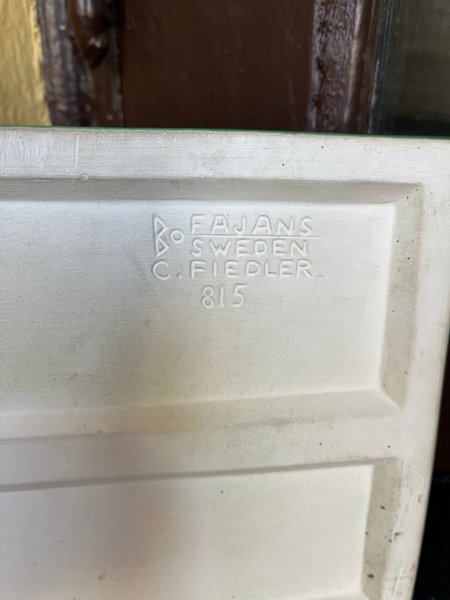 Bo FAJANS
SWEDEN
C. FIEDLER.
815